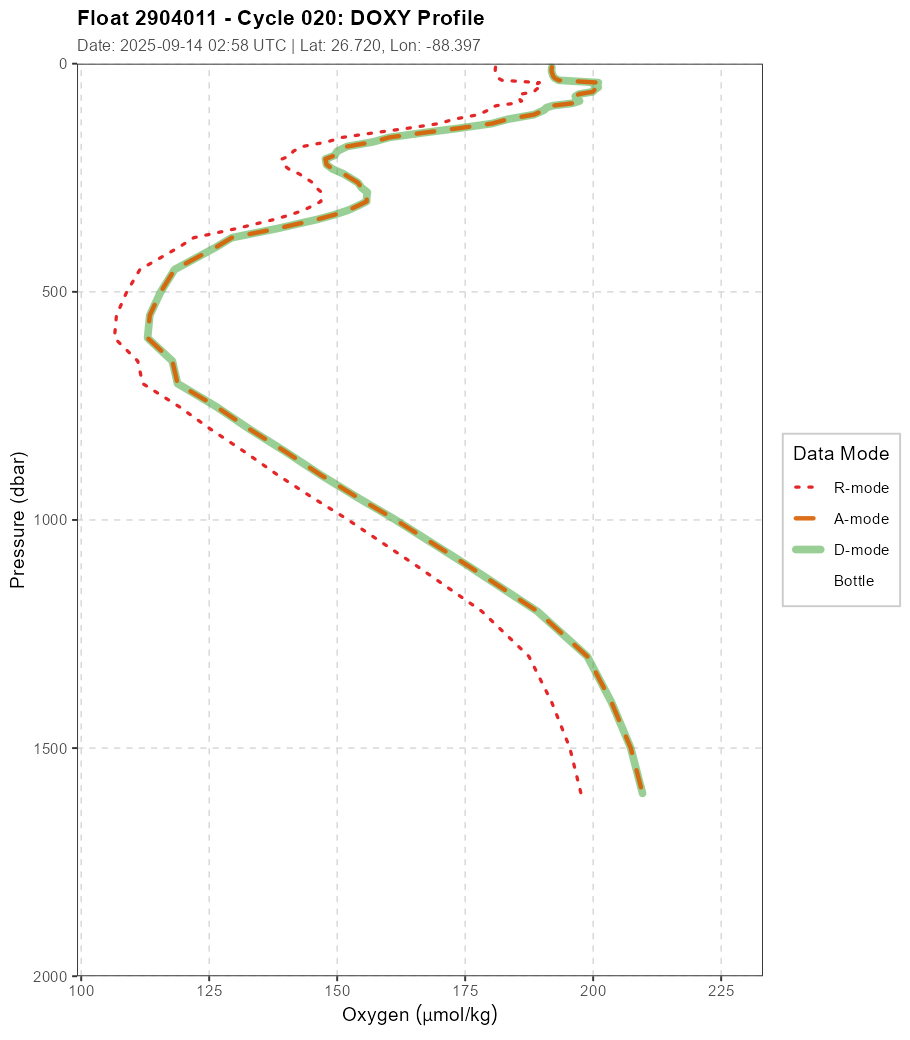 Float 2904011 - Cycle 020: DOXY Profile
Date: 2025-09-14 02:58 UTC | Lat: 26.720, Lon: -88.397
0
500
1000
1500
2000
Pressure (dbar)
100 125 150 175 200 225
Oxygen (µmol/kg)
Data Mode
R-mode
A-mode
D-mode
Bottle